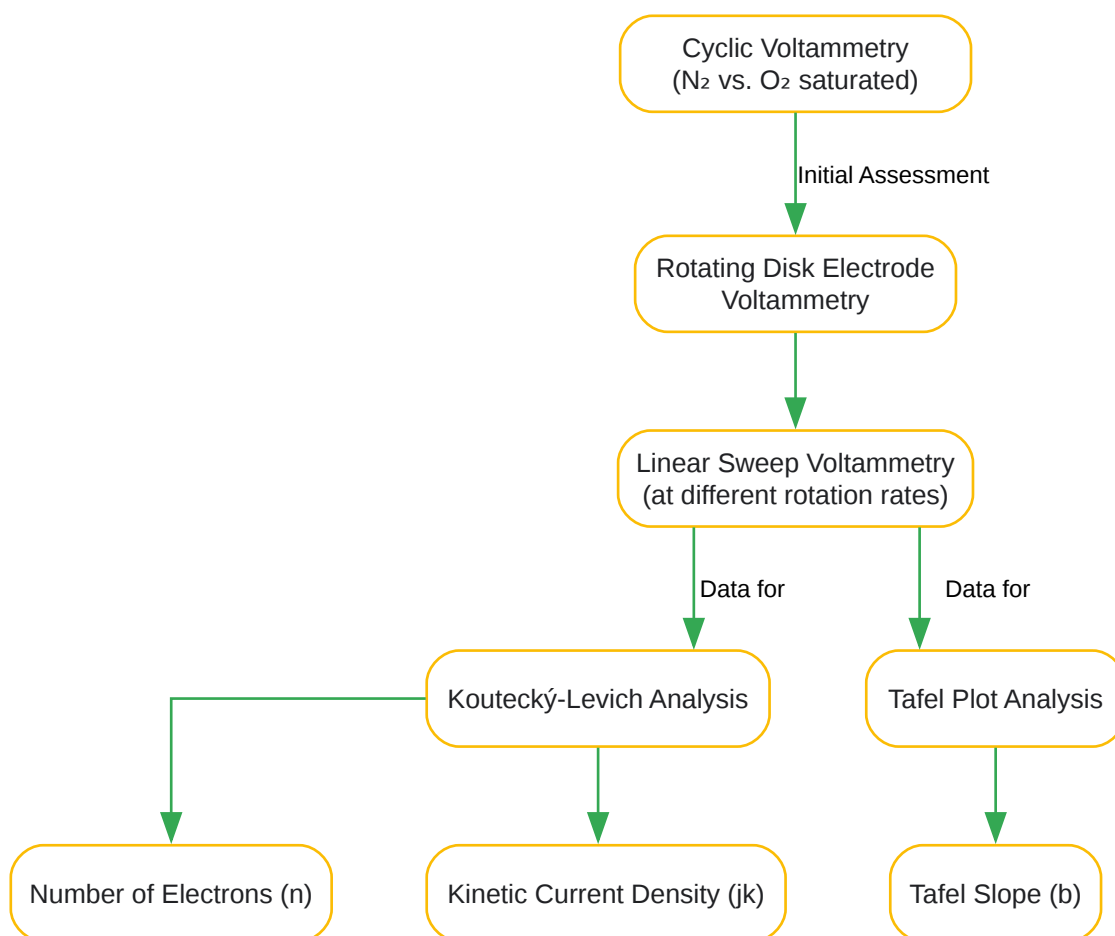 Cyclic Voltammetry
(N₂ vs. O₂ saturated)
Initial Assessment
Rotating Disk Electrode
Voltammetry
Linear Sweep Voltammetry
(at different rotation rates)
Data for
Data for
Koutecký-Levich Analysis
Tafel Plot Analysis
Number of Electrons (n)
Kinetic Current Density (jk)
Tafel Slope (b)